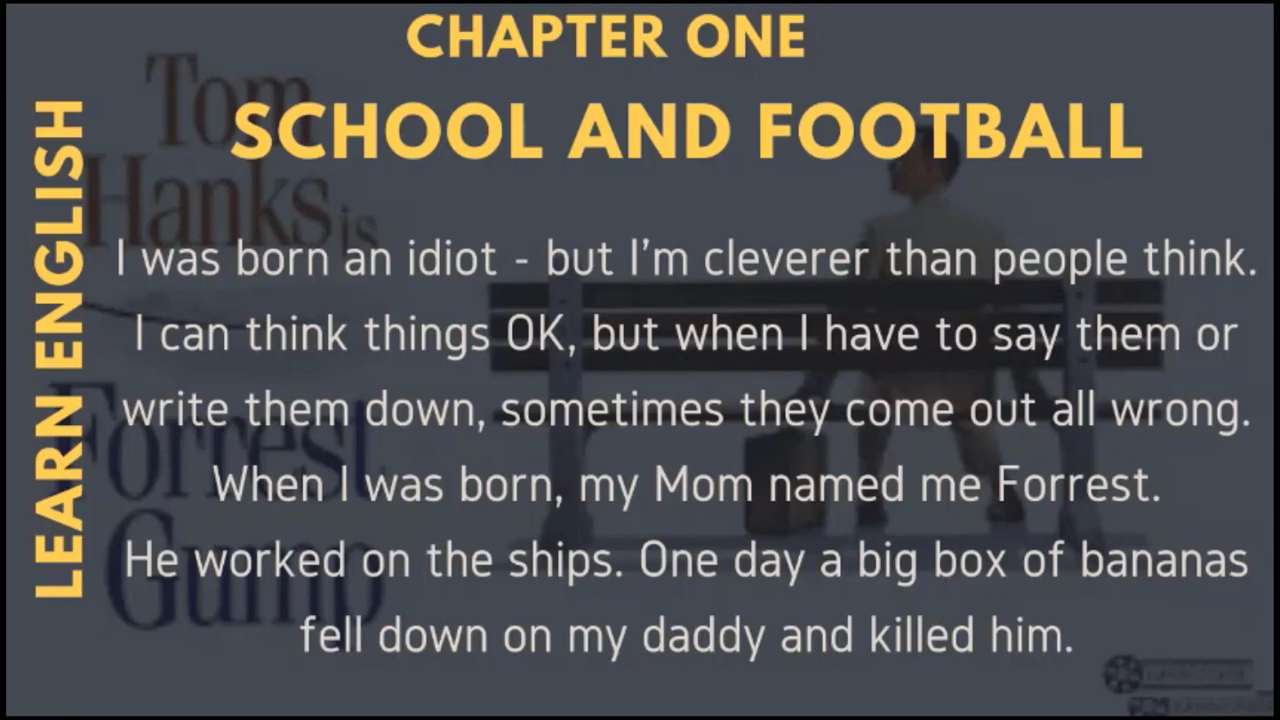 CHAPTER ONE
SCHOOL AND FOOTBALL
LEARN ENGLISH
Tom
Hanks is
Forrest
Gump
I was born an idiot - but I'm cleverer than people think.
I can think things OK, but when I have to say them or
write them down, sometimes they come out all wrong.
When I was born, my Mom named me Forrest.
He worked on the ships. One day a big box of bananas
fell down on my daddy and killed him.